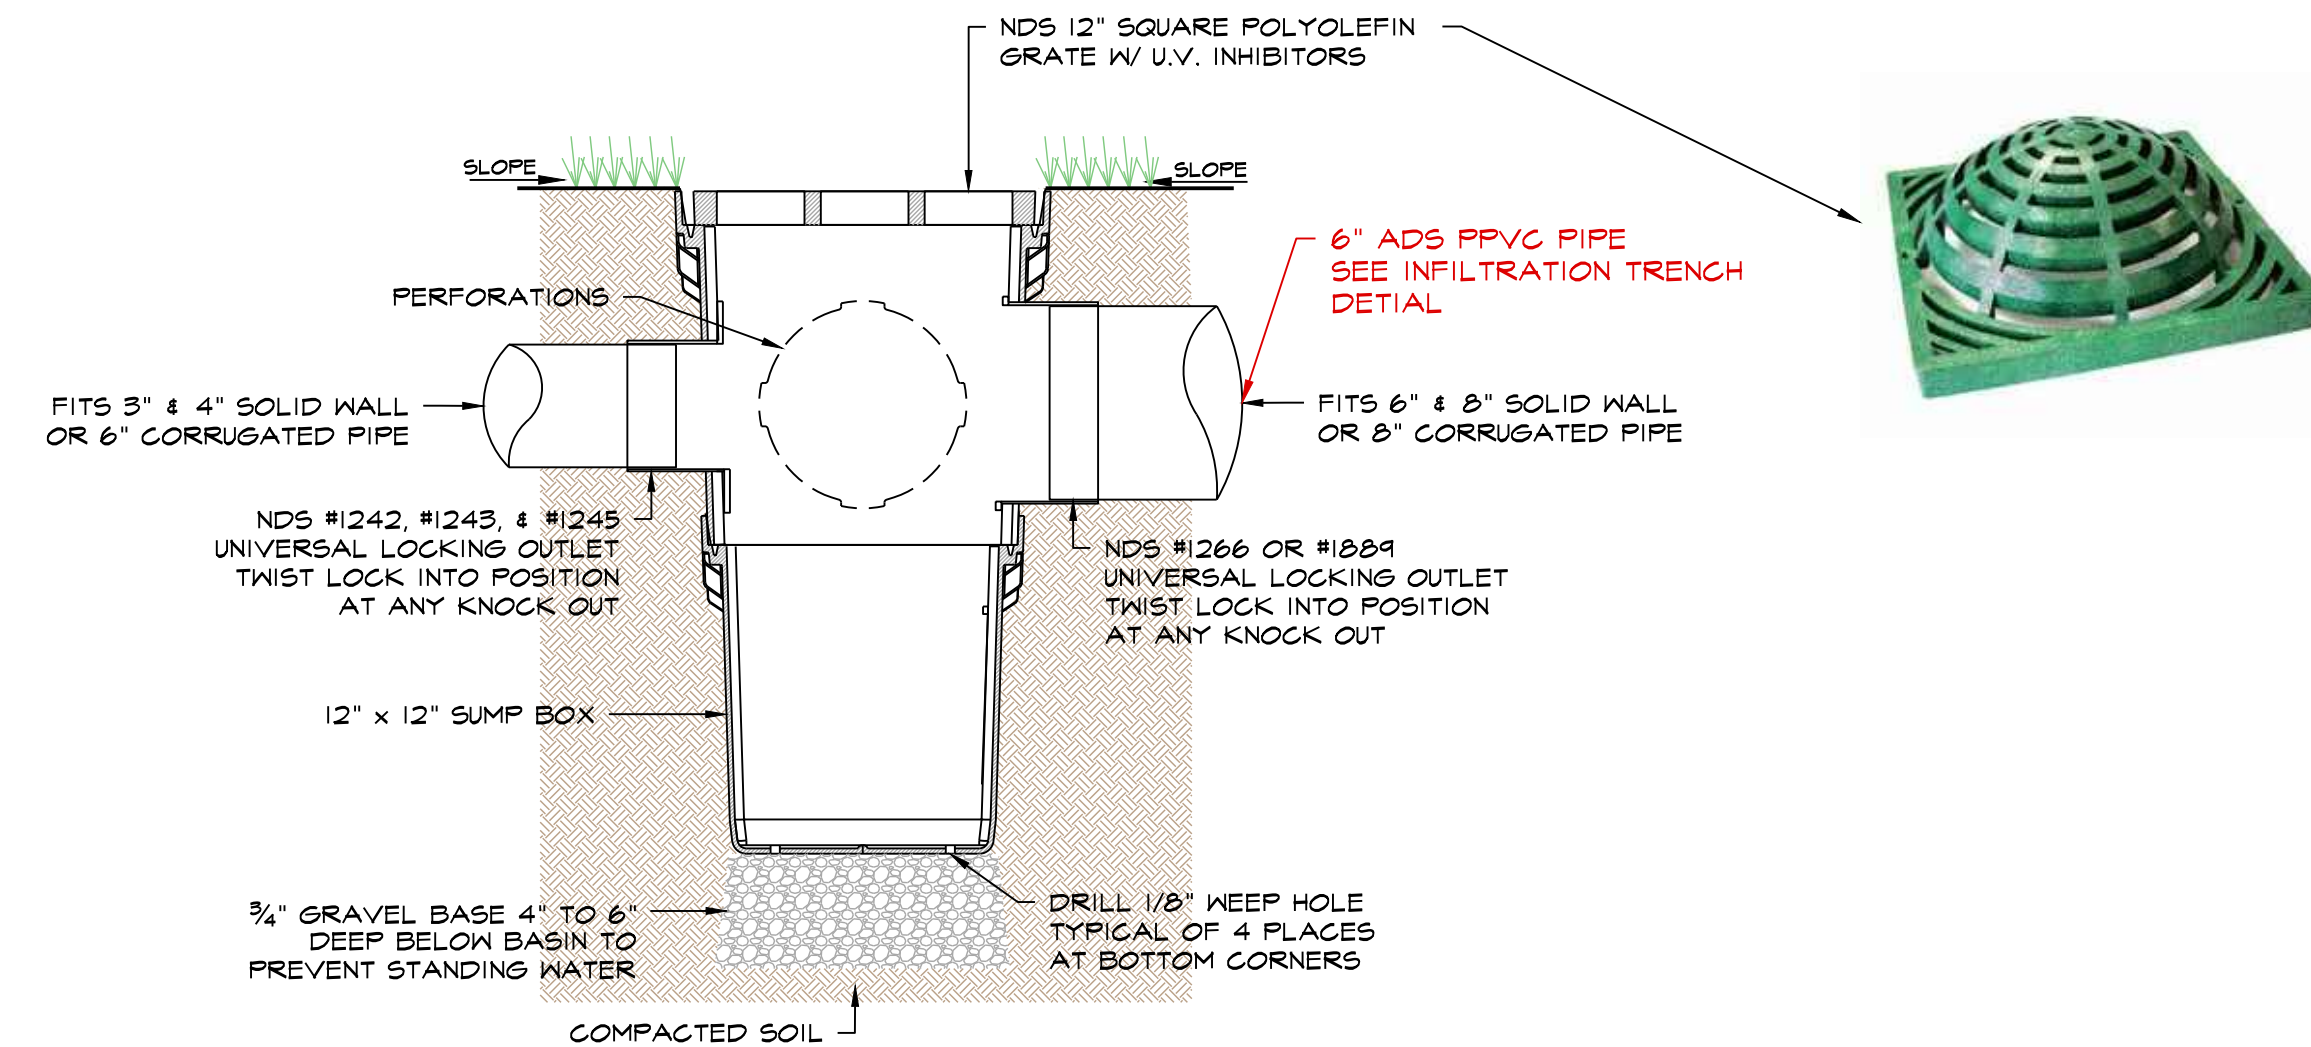 NDS 12" SQUARE POLYOLEFIN
GRATE W/ U.V. INHIBITORS
SLOPE
SLOPE
6" ADS PPVC PIPE
SEE INFILTRATION TRENCH
DETIAL
PERFORATIONS
FITS 3" & 4" SOLID WALL
OR 6" CORRUGATED PIPE
FITS 6" & 8" SOLID WALL
OR 8" CORRUGATED PIPE
NDS #1242, #1243, & #1245
UNIVERSAL LOCKING OUTLET
TWIST LOCK INTO POSITION
AT ANY KNOCK OUT
NDS #1266 OR #1889
UNIVERSAL LOCKING OUTLET
TWIST LOCK INTO POSITION
AT ANY KNOCK OUT
12" x 12" SUMP BOX
3/4" GRAVEL BASE 4" TO 6"
DEEP BELOW BASIN TO
PREVENT STANDING WATER
DRILL 1/8" WEEP HOLE
TYPICAL OF 4 PLACES
AT BOTTOM CORNERS
COMPACTED SOIL